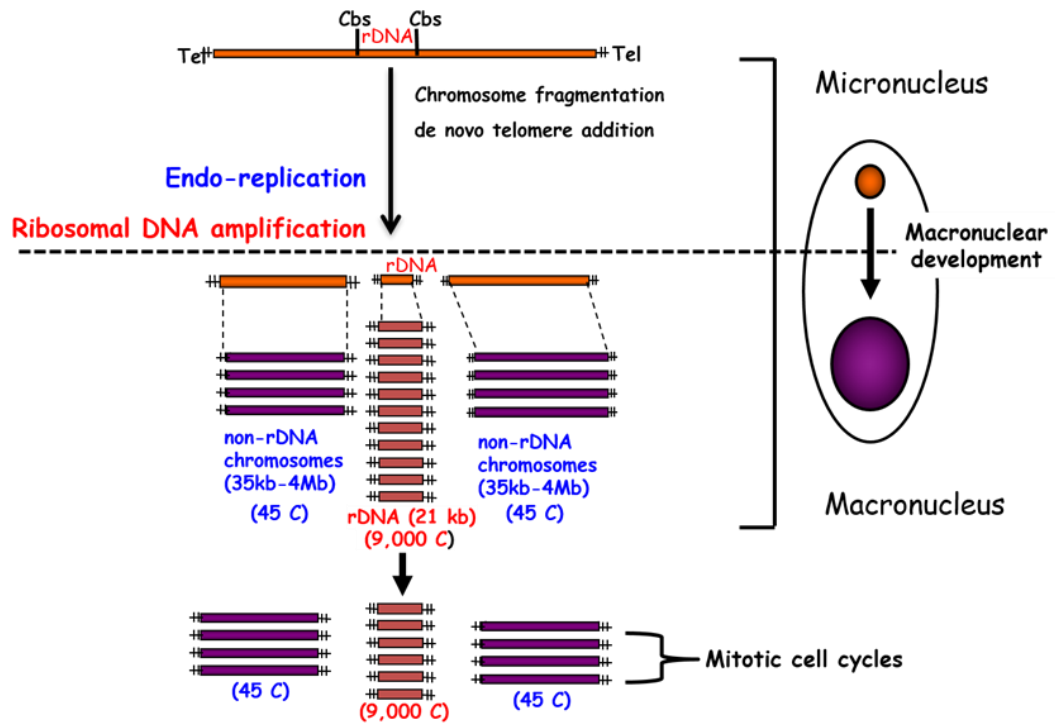 Cbs Cbs
rDNA
Tel Tel
Chromosome fragmentation
de novo telomere addition
Micronucleus
Endo-replication
Ribosomal DNA amplification
Macronuclear
development
rDNA
non-rDNA
chromosomes
(35kb-4Mb)
(45 C)
rDNA (21 kb)
(9,000 C)
non-rDNA
chromosomes
(35kb-4Mb)
(45 C)
Macronucleus
Mitotic cell cycles
(45 C)
(9,000 C)
(45 C)